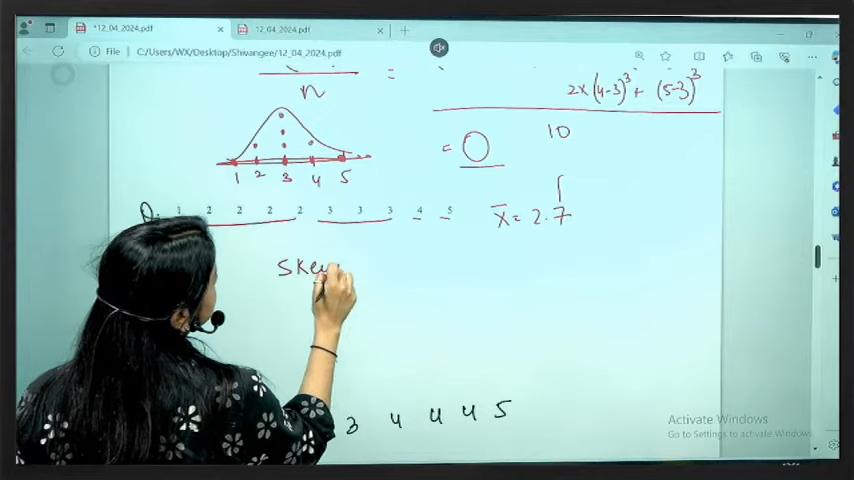 *12_04_2024.pdf
12_04_2024.pdf
File | C:/Users/WX/Desktop/Shivangee/12_04_2024.pdf
n =
2x(4-3)³ + (5-3)³
= 0 10
1 2 3 4 5
1 2 2 2 2 3 3 3 4 5 x̄ = 2.7
Ske
3 4 4 4 5
Activate Windows
Go to Settings to activate Windows.